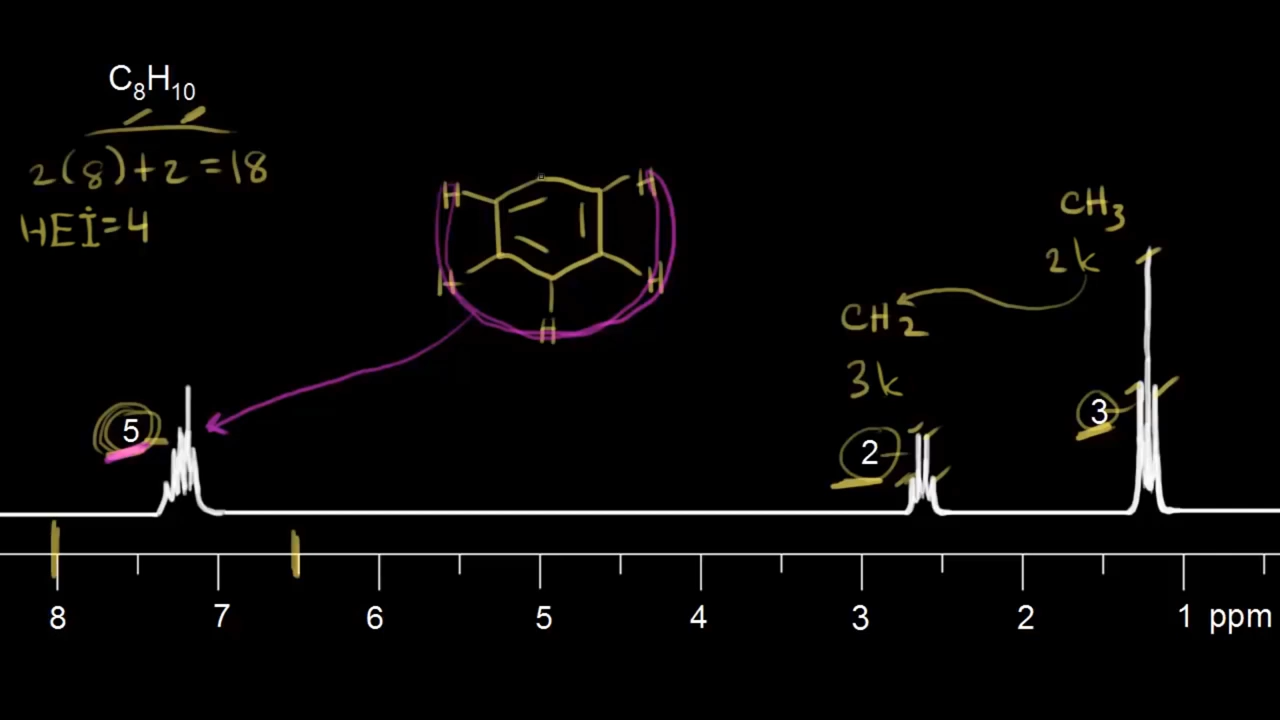 C₈H₁₀
2(8)+2=18
HEI=4
H
H
H
H
H
CH₃
2k
CH₂
3k
5
2
3
8 7 6 5 4 3 2 1 ppm